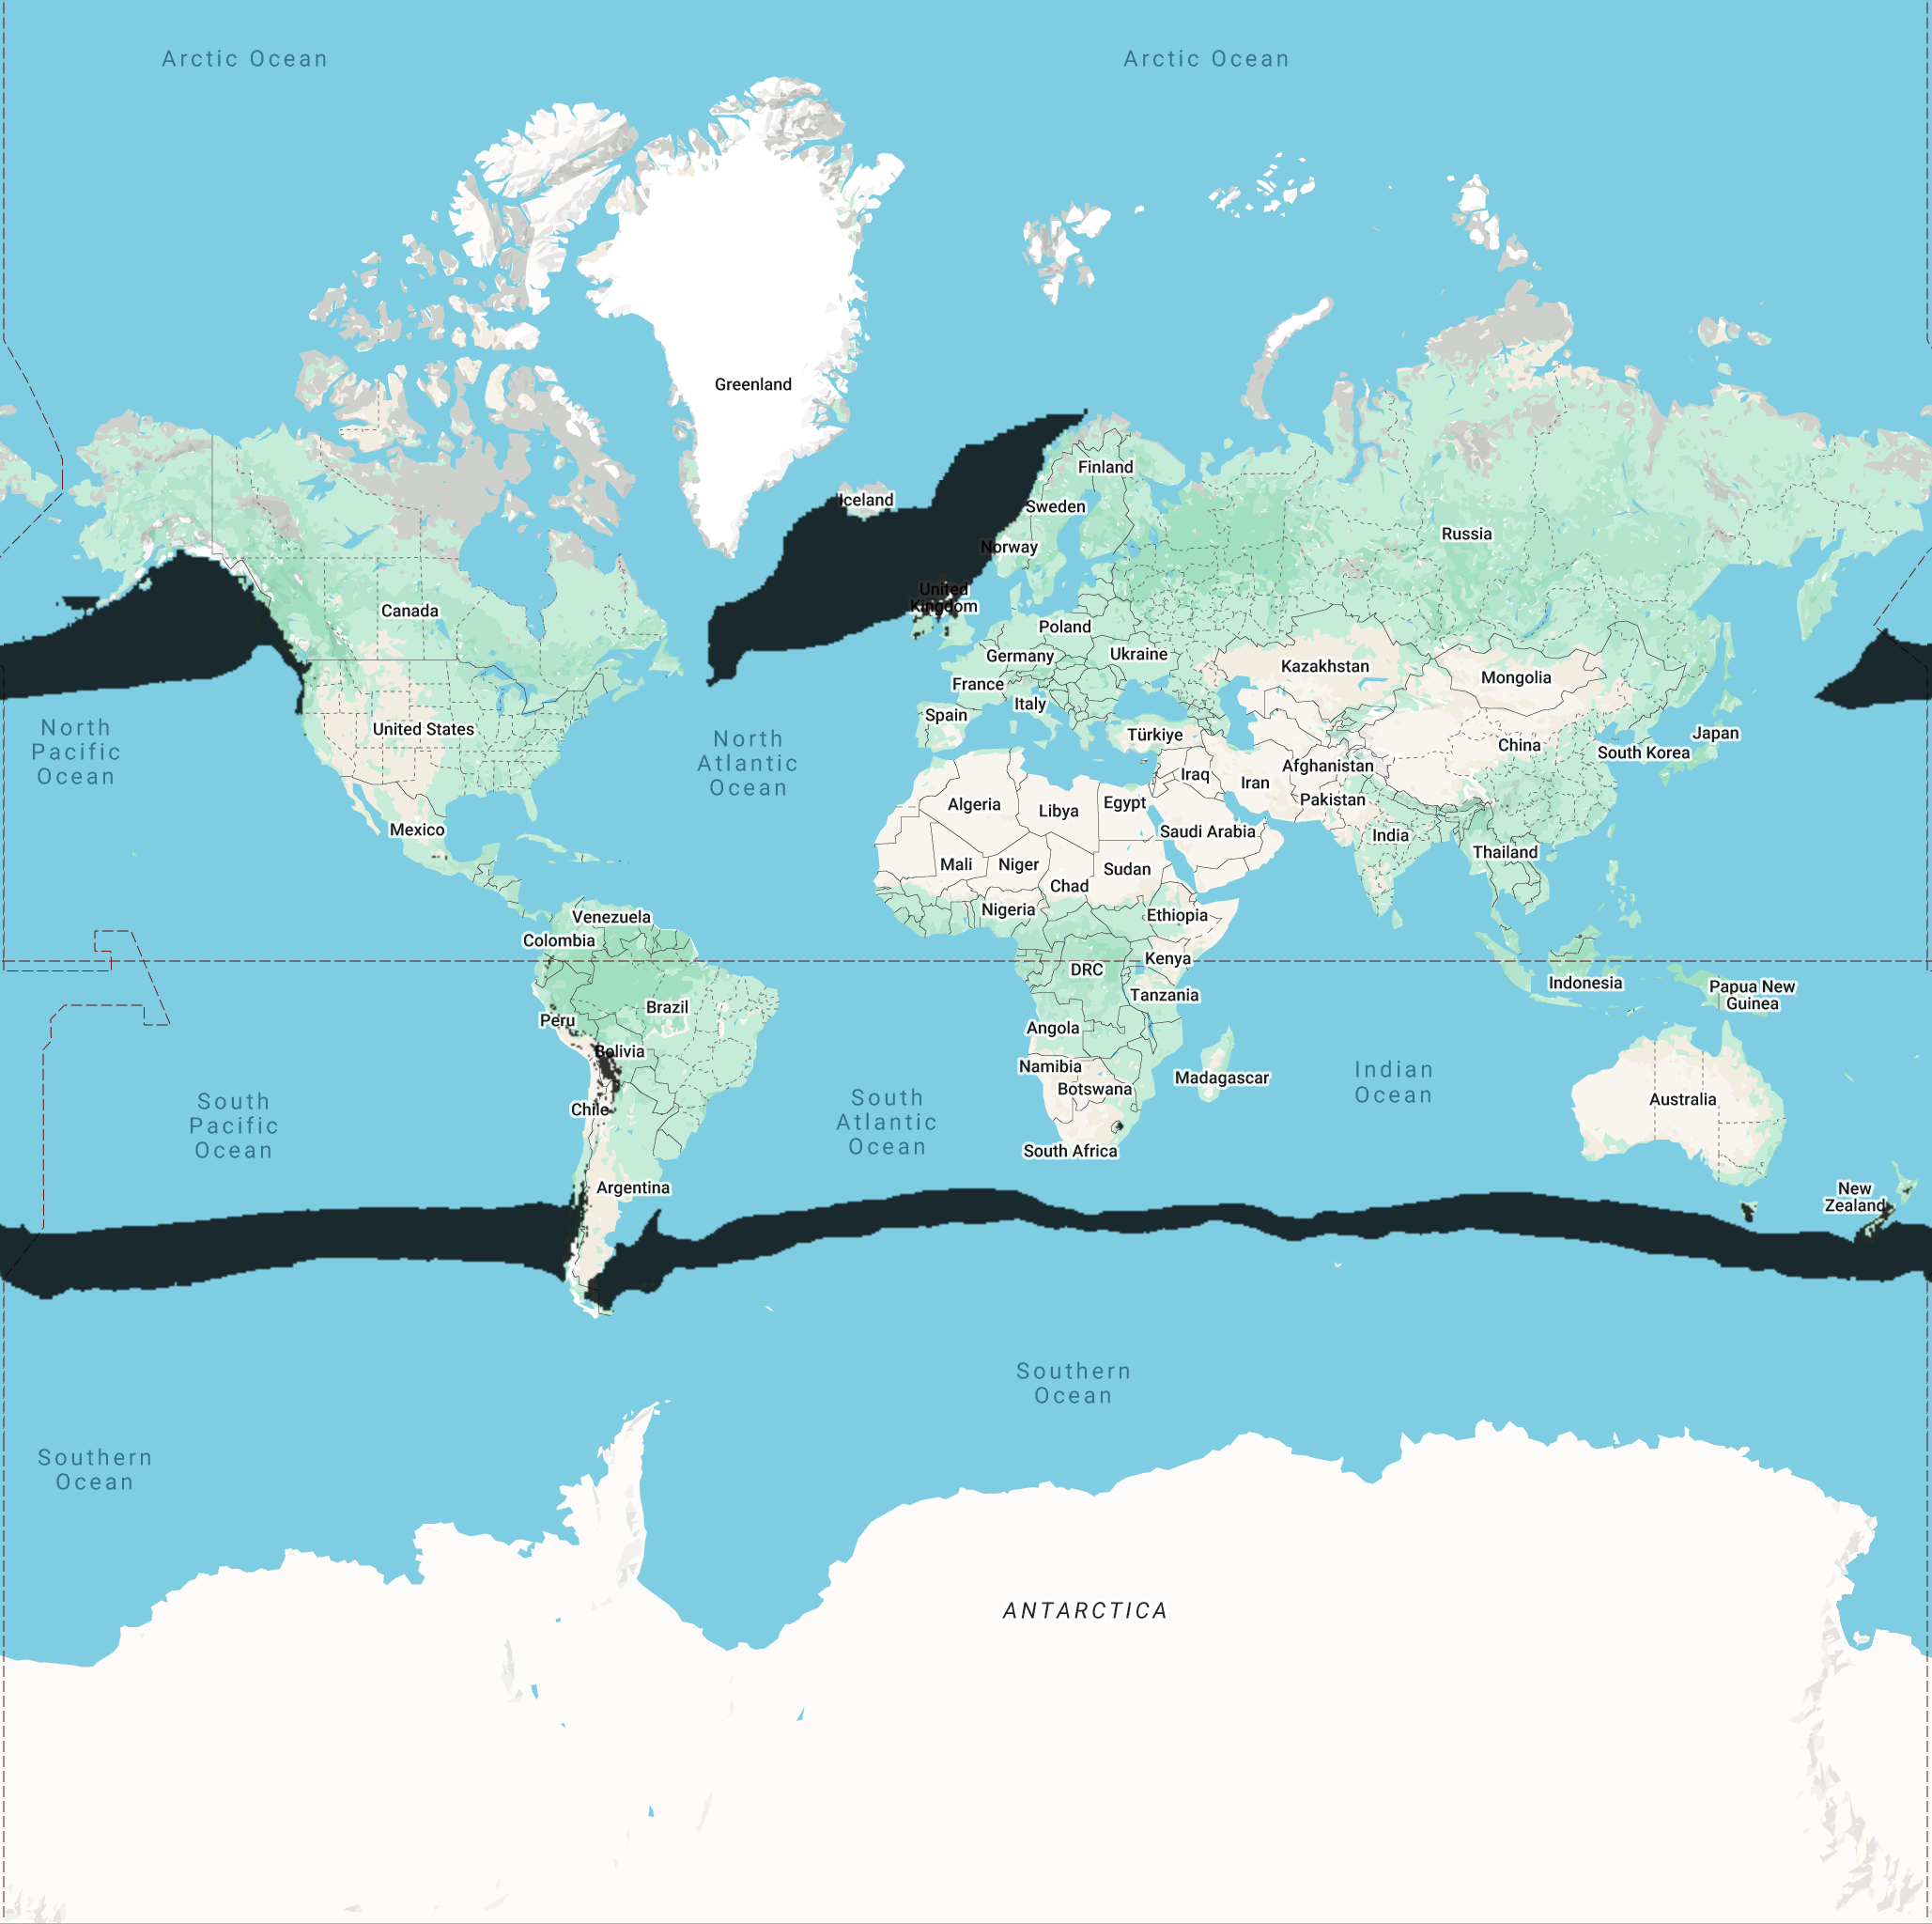 Arctic Ocean
Arctic Ocean
Greenland
Finland
Iceland
Sweden
Russia
Norway
United
Kingdom
Canada
Poland
Germany
Ukraine
Kazakhstan
Mongolia
France
Italy
Spain
North
Pacific
Ocean
United States
North
Atlantic
Ocean
Türkiye
Japan
China
South Korea
Afghanistan
Iraq
Iran
Algeria
Libya
Egypt
Pakistan
Mexico
Saudi Arabia
India
Mali
Niger
Sudan
Thailand
Chad
Venezuela
Nigeria
Ethiopia
Colombia
Kenya
DRC
Indonesia
Papua New
Guinea
Tanzania
Brazil
Peru
Angola
Bolivia
Namibia
Botswana
Madagascar
Indian
Ocean
Australia
South
Pacific
Ocean
Chile
South
Atlantic
Ocean
South Africa
Argentina
New
Zealand
Southern
Ocean
Southern
Ocean
ANTARCTICA